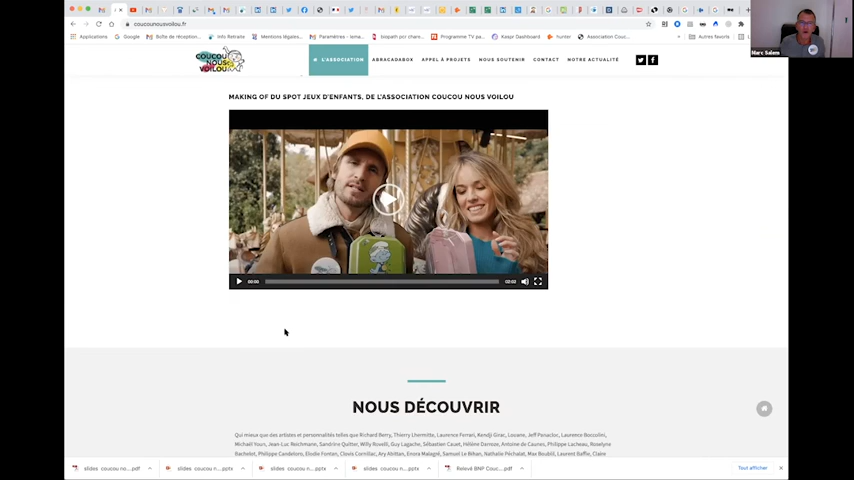 coucounousvoilou.fr
Applications
Google
Boîte de réception...
Info Retraite
Mentions légales...
Programme TV pa...
Kaspr Dashboard
hunter
Association Couc...
Autres favoris
COUCOU NOUS VOILOU
L'ASSOCIATION
ABRACADABOX
APPEL À PROJETS
NOUS SOUTENIR
CONTACT
NOTRE ACTUALITÉ
Marc Salem
MAKING OF DU SPOT JEUX D'ENFANTS, DE L'ASSOCIATION COUCOU NOUS VOILOU
00:00
02:02
NOUS DÉCOUVRIR
Qui mieux que des artistes et personnalités telles que Richard Berry, Thierry Lhermitte, Laurence Ferrari, Kendji Girac, Louane, Jeff Panacloc, Laurence Boccolini,
Michaël Youn, Jean Luc Reichmann, Sandrine Quétier, Willy Rovelli, Guy Lagache, Sébastien Cauet, Hélène Darroze, Antoine de Caunes, Philippe Lacheau, Roselyne
Bachelot, Philippe Candeloro, Elodie Fontan, Clovis Cornillac, Ary Abittan, Enora Malagré, Samuel Le Bihan, Nathalie Péchalat, Max Boublil, Laurent Baffie, Claire
slides coucou no...pdf
slides coucou n....pptx
slides coucou n....pptx
slides coucou n....pptx
Relevé BNP Couc....pdf
Tout afficher